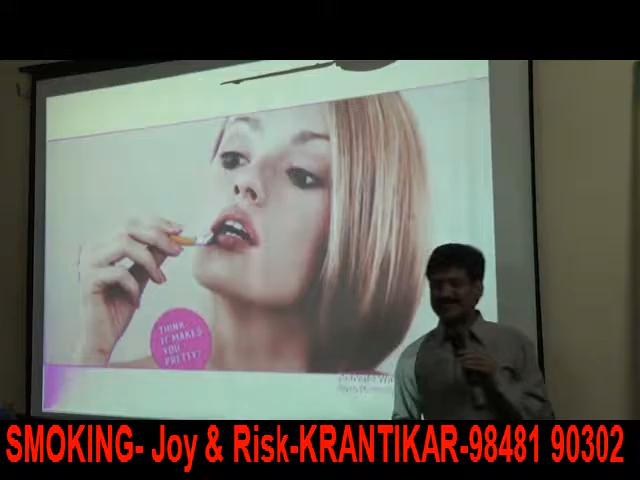 THINK
IT MAKES
YOU
PRETTY?
SMOKING- Joy & Risk-KRANTIKAR-98481 90302